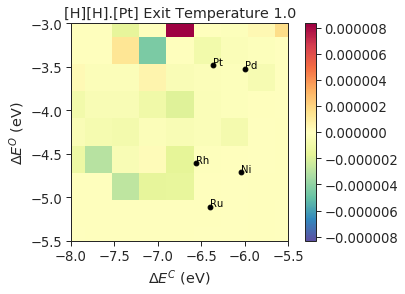 [H][H].[Pt] Exit Temperature 1.0
−3.0
−3.5
−4.0
−4.5
−5.0
−5.5
ΔE^O (eV)
Pt
Pd
Rh
Ni
Ru
−8.0 −7.5 −7.0 −6.5 −6.0 −5.5
ΔE^C (eV)
0.000008
0.000006
0.000004
0.000002
0.000000
−0.000002
−0.000004
−0.000006
−0.000008